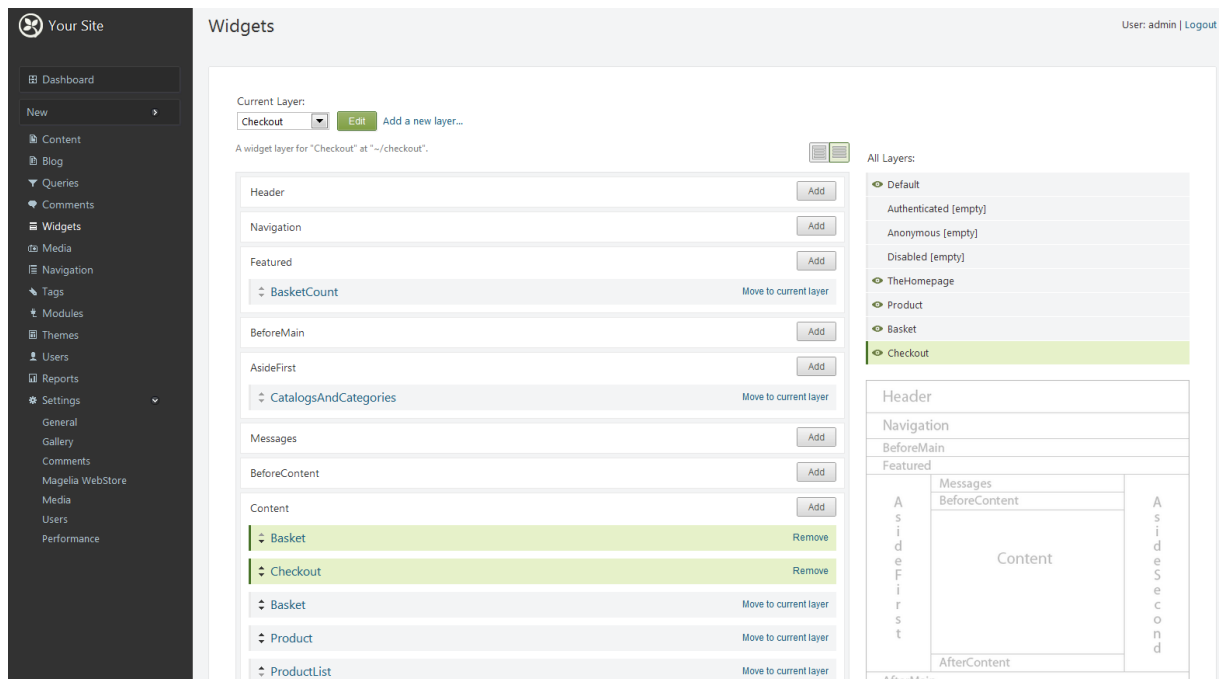 Your Site
Widgets
User: admin | Logout
Dashboard
New
Content
Blog
Queries
Comments
Widgets
Media
Navigation
Tags
Modules
Themes
Users
Reports
Settings
General
Gallery
Comments
Magelia WebStore
Media
Users
Performance
Current Layer:
Checkout Edit Add a new layer...
A widget layer for "Checkout" at "~/checkout".
Header Add
Navigation Add
Featured Add
BasketCount Move to current layer
BeforeMain Add
AsideFirst Add
CatalogsAndCategories Move to current layer
Messages Add
BeforeContent Add
Content Add
Basket Remove
Checkout Remove
Basket Move to current layer
Product Move to current layer
ProductList Move to current layer
All Layers:
Default
Authenticated [empty]
Anonymous [empty]
Disabled [empty]
TheHomepage
Product
Basket
Checkout
Header
Navigation
BeforeMain
Featured
AsideFirst
Messages
BeforeContent
Content
AfterContent
AsideSecond
AfterMain